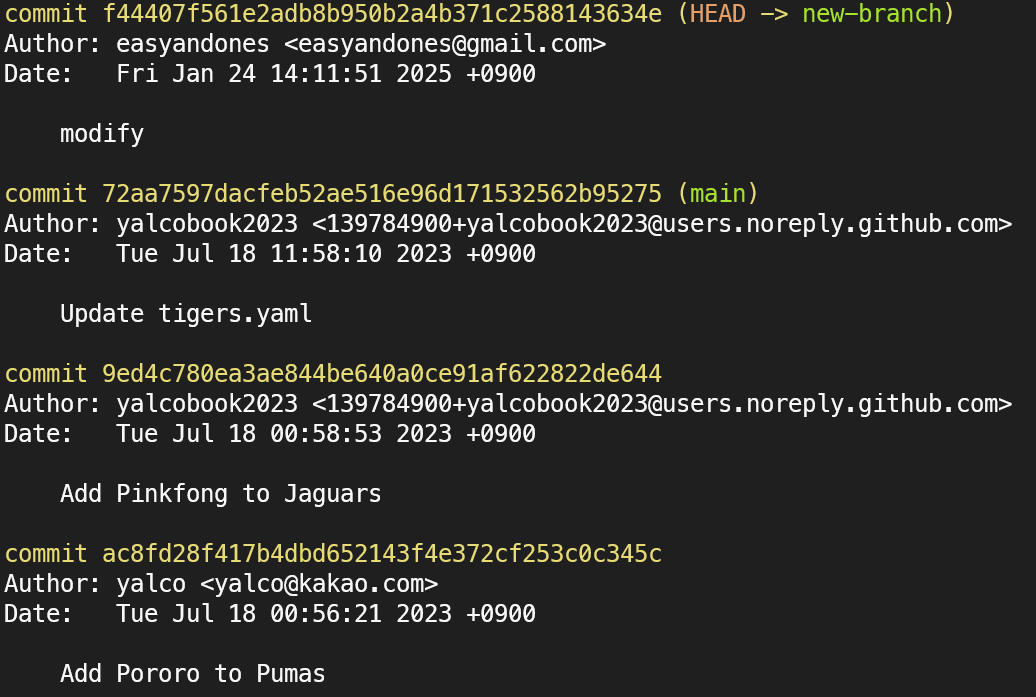 commit f44407f561e2adb8b950b2a4b371c2588143634e (HEAD -> new-branch)
Author: easyandones <easyandones@gmail.com>
Date:   Fri Jan 24 14:11:51 2025 +0900
    modify
commit 72aa7597dacfeb52ae516e96d171532562b95275 (main)
Author: yalcobook2023 <139784900+yalcobook2023@users.noreply.github.com>
Date:   Tue Jul 18 11:58:10 2023 +0900
    Update tigers.yaml
commit 9ed4c780ea3ae844be640a0ce91af622822de644
Author: yalcobook2023 <139784900+yalcobook2023@users.noreply.github.com>
Date:   Tue Jul 18 00:58:53 2023 +0900
    Add Pinkfong to Jaguars
commit ac8fd28f417b4dbd652143f4e372cf253c0c345c
Author: yalco <yalco@kakao.com>
Date:   Tue Jul 18 00:56:21 2023 +0900
    Add Pororo to Pumas